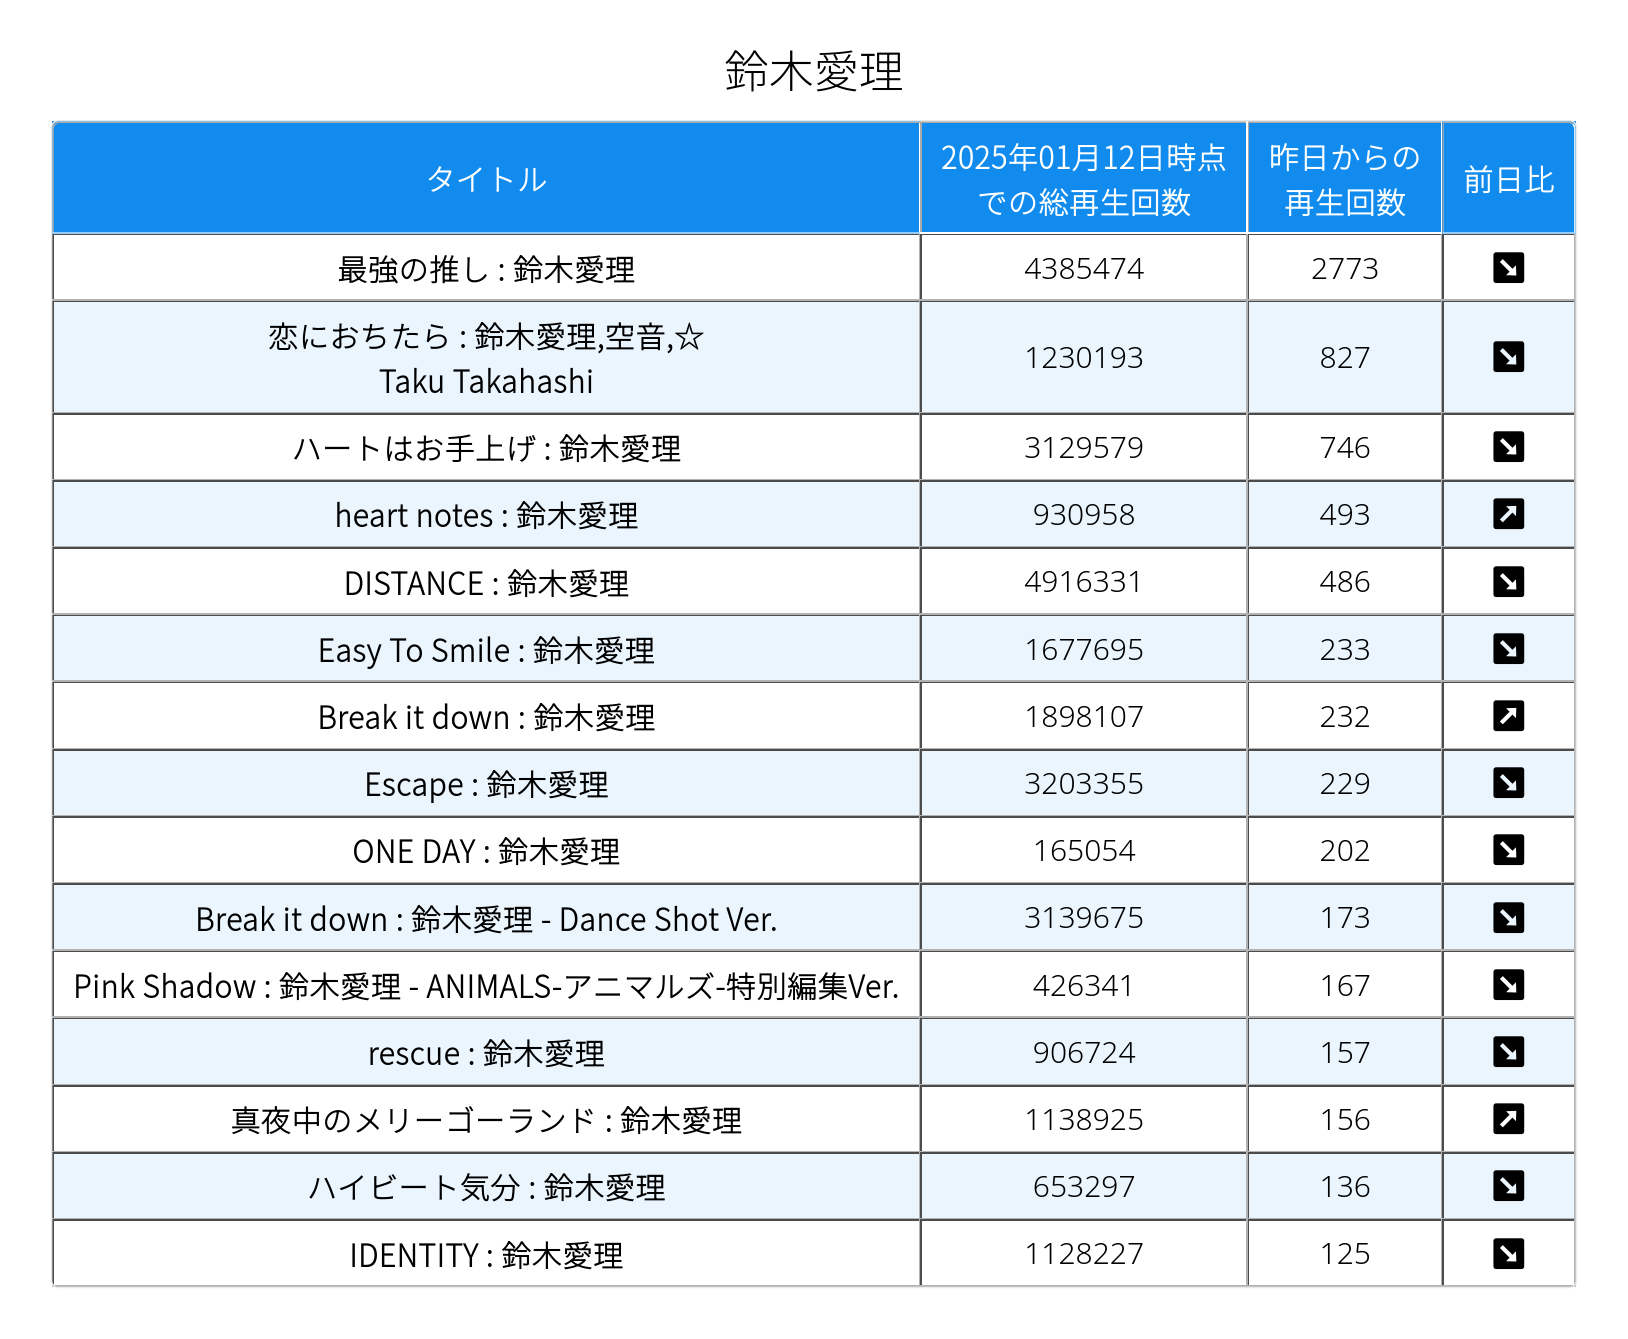 鈴木愛理
タイトル
2025年01月12日時点
での総再生回数
昨日からの
再生回数
前日比
最強の推し : 鈴木愛理
4385474
2773
↘
恋におちたら : 鈴木愛理,空音,☆
Taku Takahashi
1230193
827
↘
ハートはお手上げ : 鈴木愛理
3129579
746
↘
heart notes : 鈴木愛理
930958
493
↗
DISTANCE : 鈴木愛理
4916331
486
↘
Easy To Smile : 鈴木愛理
1677695
233
↘
Break it down : 鈴木愛理
1898107
232
↗
Escape : 鈴木愛理
3203355
229
↘
ONE DAY : 鈴木愛理
165054
202
↘
Break it down : 鈴木愛理 - Dance Shot Ver.
3139675
173
↘
Pink Shadow : 鈴木愛理 - ANIMALS-アニマルズ-特別編集Ver.
426341
167
↘
rescue : 鈴木愛理
906724
157
↘
真夜中のメリーゴーランド : 鈴木愛理
1138925
156
↗
ハイビート気分 : 鈴木愛理
653297
136
↘
IDENTITY : 鈴木愛理
1128227
125
↘